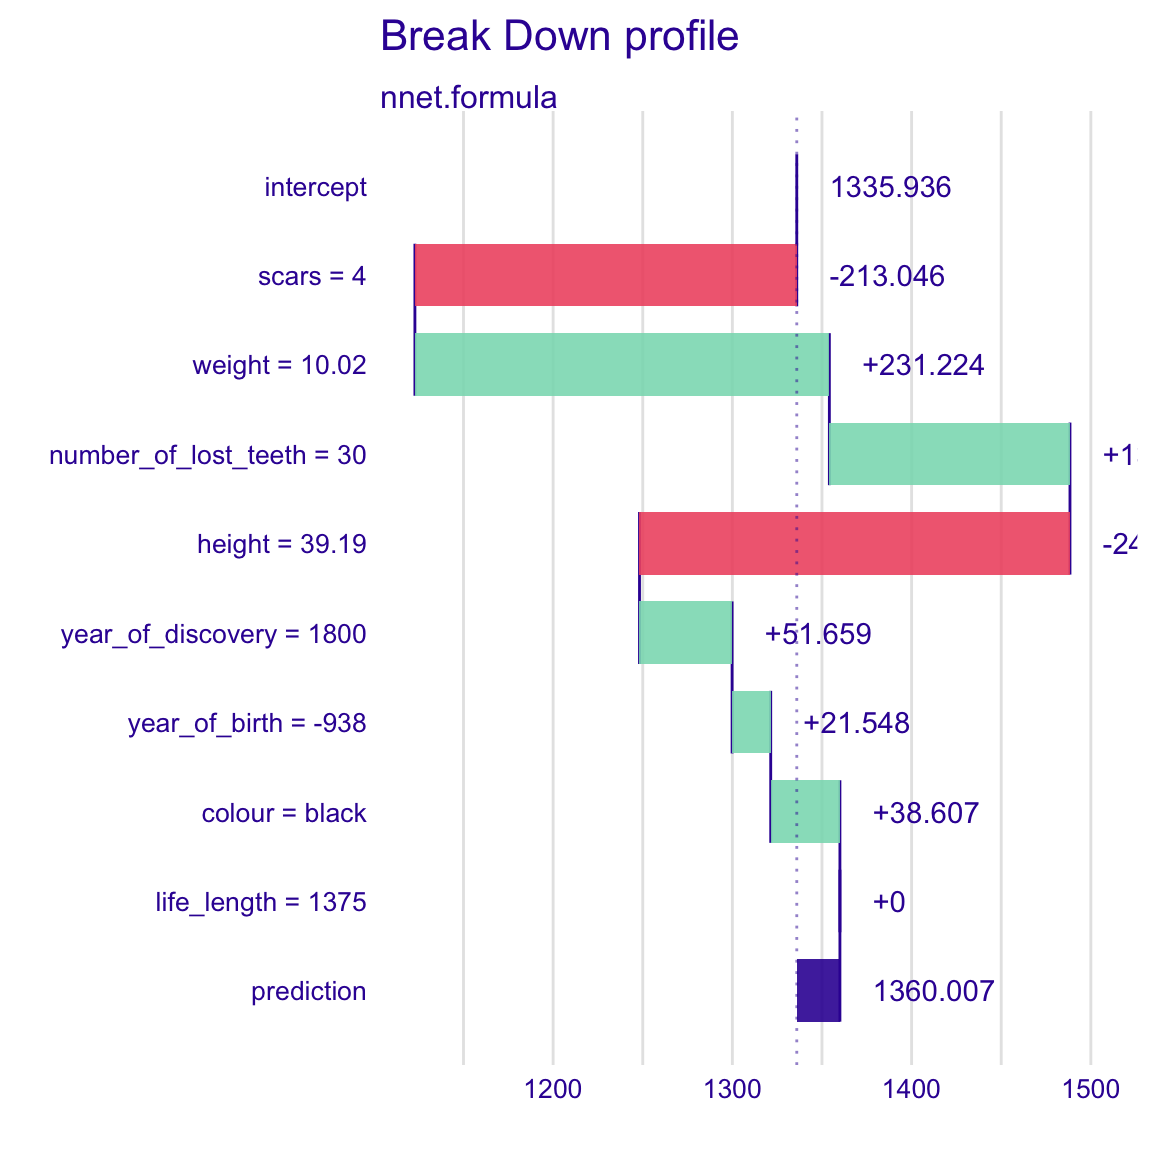 Break Down profile
nnet.formula
intercept 1335.936
scars = 4 -213.046
weight = 10.02 +231.224
number_of_lost_teeth = 30
height = 39.19
year_of_discovery = 1800 +51.659
year_of_birth = -938 +21.548
colour = black +38.607
life_length = 1375 +0
prediction 1360.007
1200 1300 1400 1500